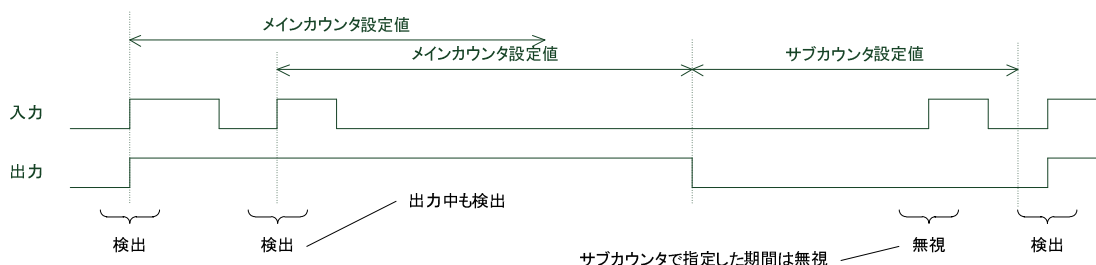 メインカウンタ設定値
メインカウンタ設定値
サブカウンタ設定値
入力
出力
出力中も検出
検出
検出
無視
検出
サブカウンタで指定した期間は無視